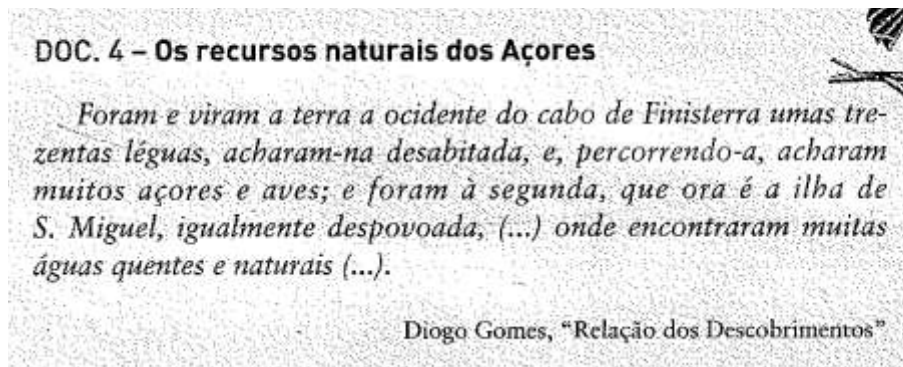 DOC. 4 – Os recursos naturais dos Açores
Foram e viram a terra a ocidente do cabo de Finisterra umas tre-
zentas léguas, acharam-na desabitada, e, percorrendo-a, acharam
muitos açores e aves; e foram à segunda, que ora é a ilha de
S. Miguel, igualmente despovoada, (...) onde encontraram muitas
águas quentes e naturais (...).
Diogo Gomes, “Relação dos Descobrimentos”